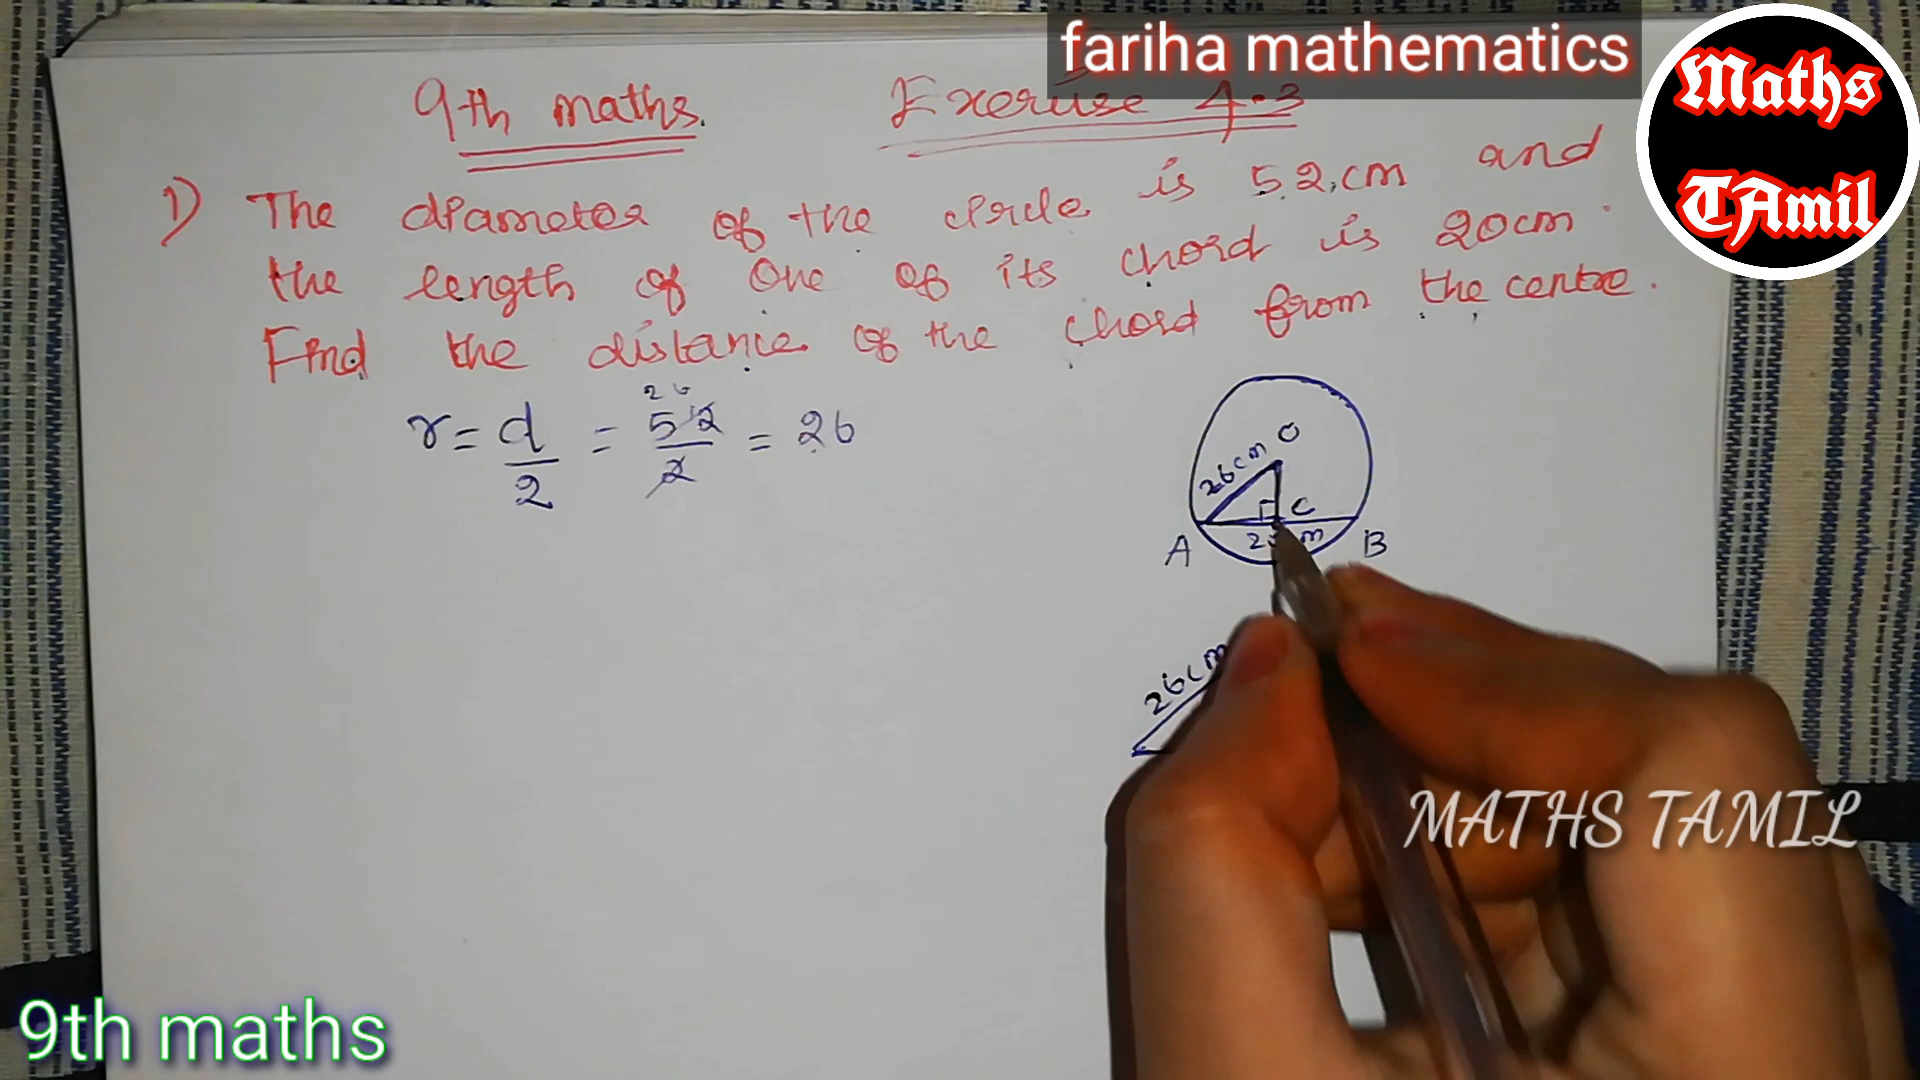 fariha mathematics
Maths
TAmil
9th maths. Exercise 4.3
1) The diameter of the circle is 52.cm and
the length of one of its chord is 20cm.
Find the distance of the chord from the centre.
26
r = d/2 = 52/2 = 26
O
26cm
C
A
B
26cm
MATHS TAMIL
9th maths